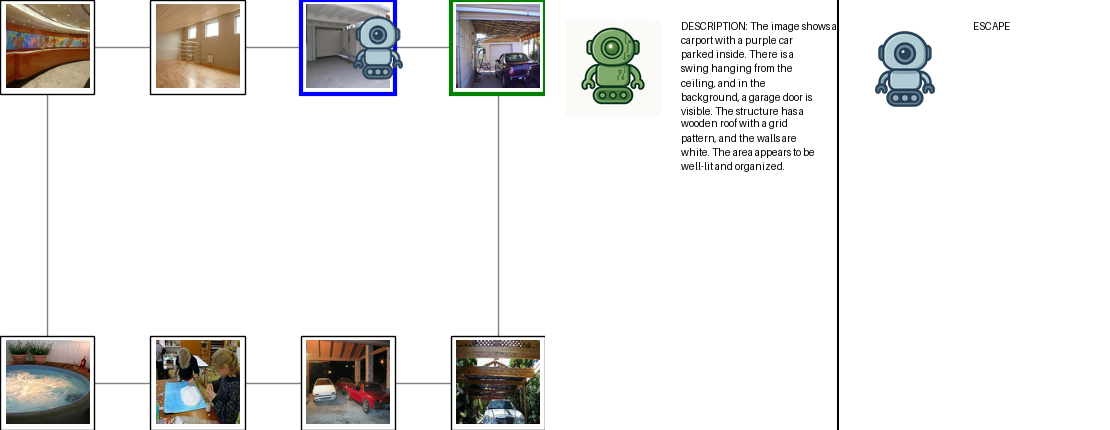 DESCRIPTION: The image shows a
carport with a purple car
parked inside. There is a
swing hanging from the
ceiling, and in the
background, a garage door is
visible. The structure has a
wooden roof with a grid
pattern, and the walls are
white. The area appears to be
well-lit and organized.
ESCAPE